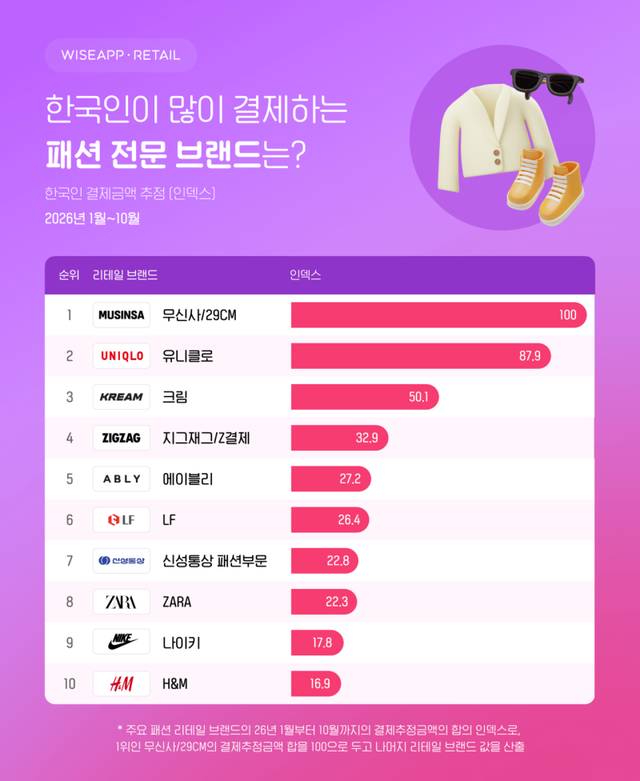 WISEAPP · RETAIL
한국인이 많이 결제하는
패션 전문 브랜드는?
한국인 결제금액 추정 (인덱스)
2026년 1월~10월
순위 리테일 브랜드 인덱스
1 MUSINSA 무신사/29CM 100
2 UNIQLO 유니클로 87.9
3 KREAM 크림 50.1
4 ZIGZAG 지그재그/Z결제 32.9
5 ABLY 에이블리 27.2
6 LF LF 26.4
7 신성통상 신성통상 패션부문 22.8
8 ZARA ZARA 22.3
9 NIKE 나이키 17.8
10 H&M H&M 16.9
* 주요 패션 리테일 브랜드의 26년 1월부터 10월까지의 결제추정금액의 합의 인덱스로,
1위인 무신사/29CM의 결제추정금액 합을 100으로 두고 나머지 리테일 브랜드 값을 산출